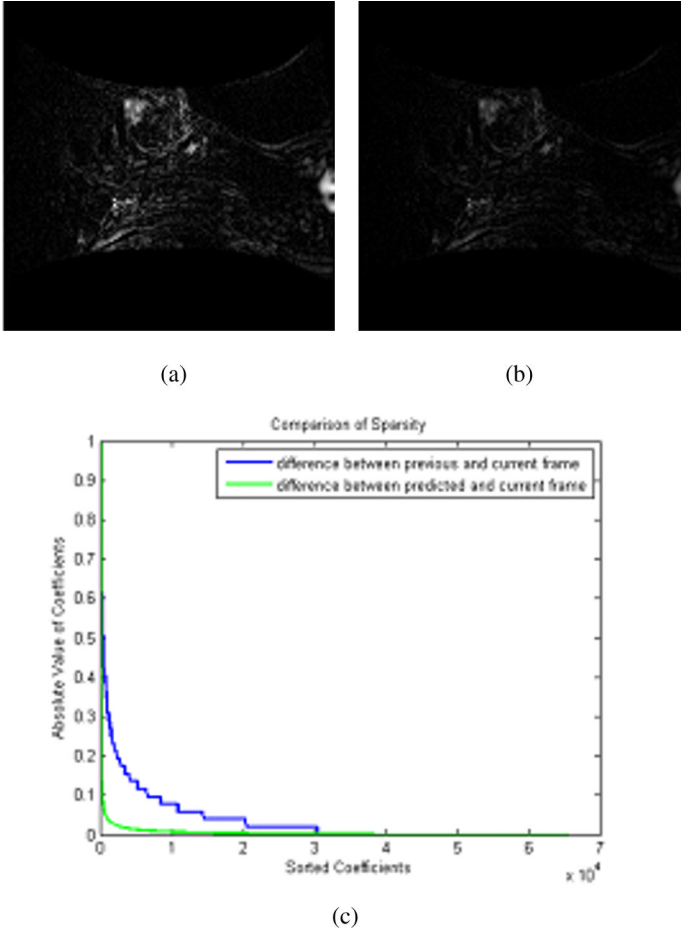 (a) (b)
Comparison of Sparsity
difference between previous and current frame
difference between predicted and current frame
Absolute Value of Coefficients
1
0.9
0.8
0.7
0.6
0.5
0.4
0.3
0.2
0.1
0
0 1 2 3 4 5 6 7
Sorted Coefficients
x 10^4
(c)